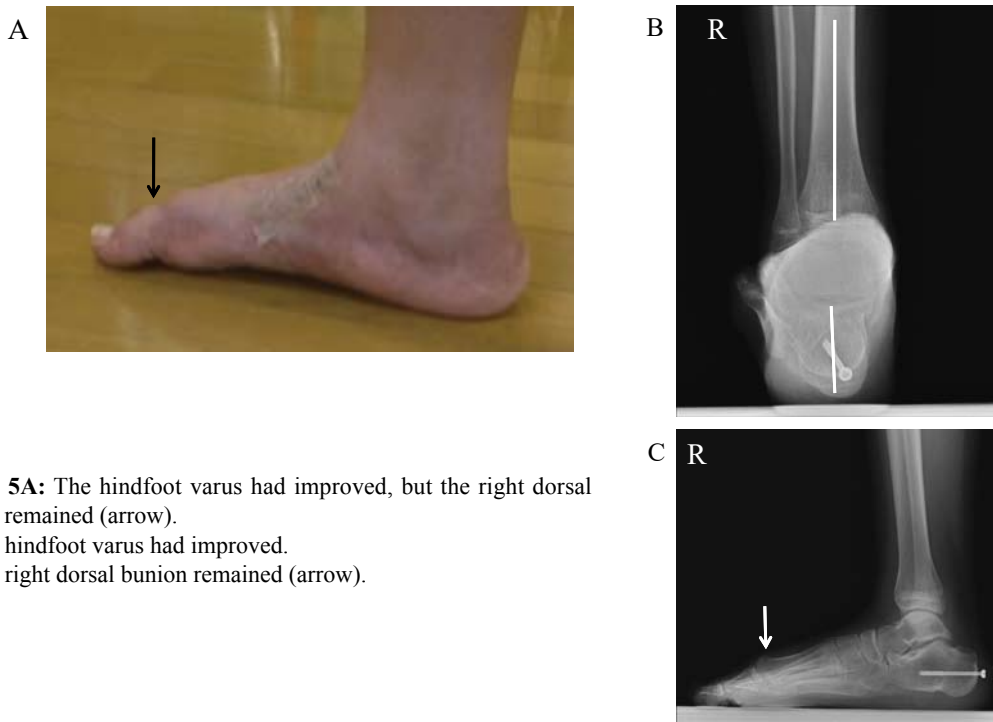 A
B
R
C
R
5A: The hindfoot varus had improved, but the right dorsal
remained (arrow).
hindfoot varus had improved.
right dorsal bunion remained (arrow).